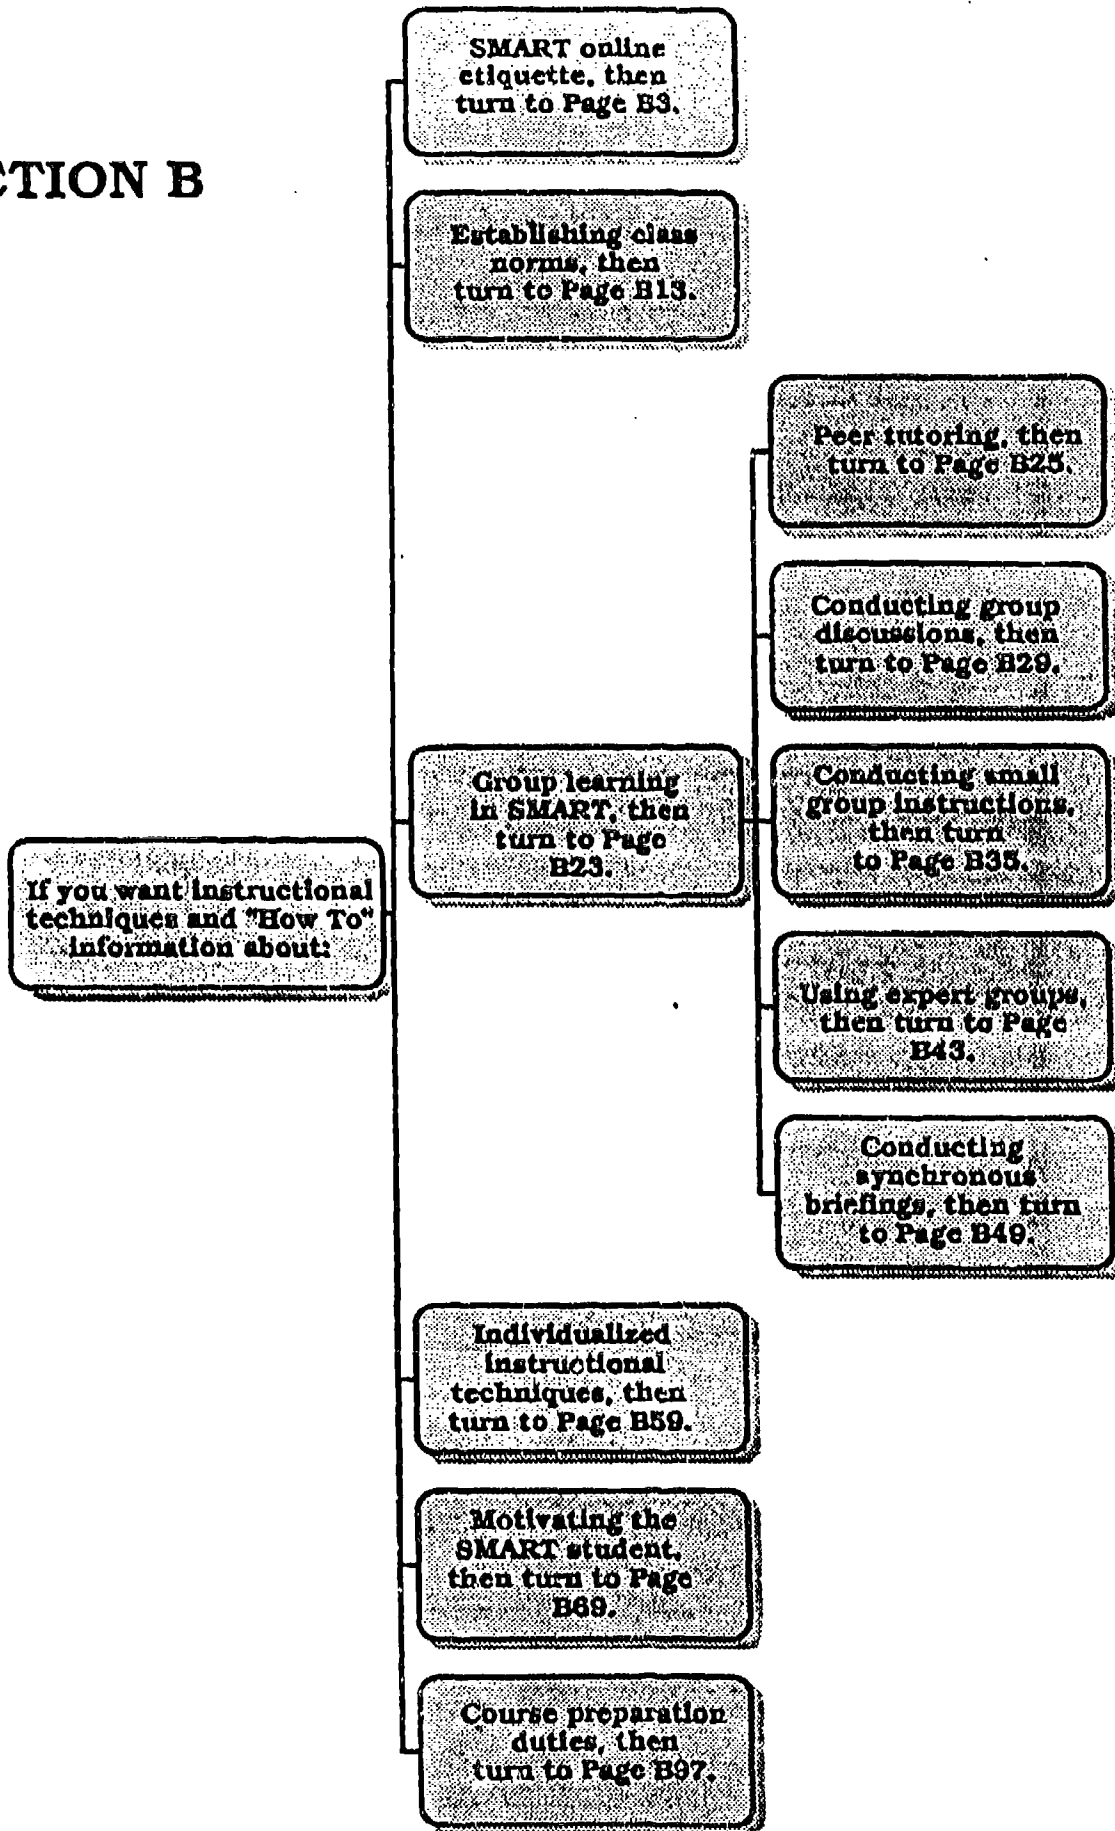 CTION B
SMART online
etiquette, then
turn to Page B3.
Establishing class
norms, then
turn to Page B13.
Peer tutoring, then
turn to Page B25.
Conducting group
discussions, then
turn to Page B29.
Group learning
in SMART, then
turn to Page
B23.
Conducting small
group instructions,
then turn
to Page B35.
If you want instructional
techniques and "How To"
information about:
Using expert groups,
then turn to Page
B43.
Conducting
synchronous
briefings, then turn
to Page B49.
Individualized
instructional
techniques, then
turn to Page B59.
Motivating the
SMART student,
then turn to Page
B69.
Course preparation
duties, then
turn to Page B97.